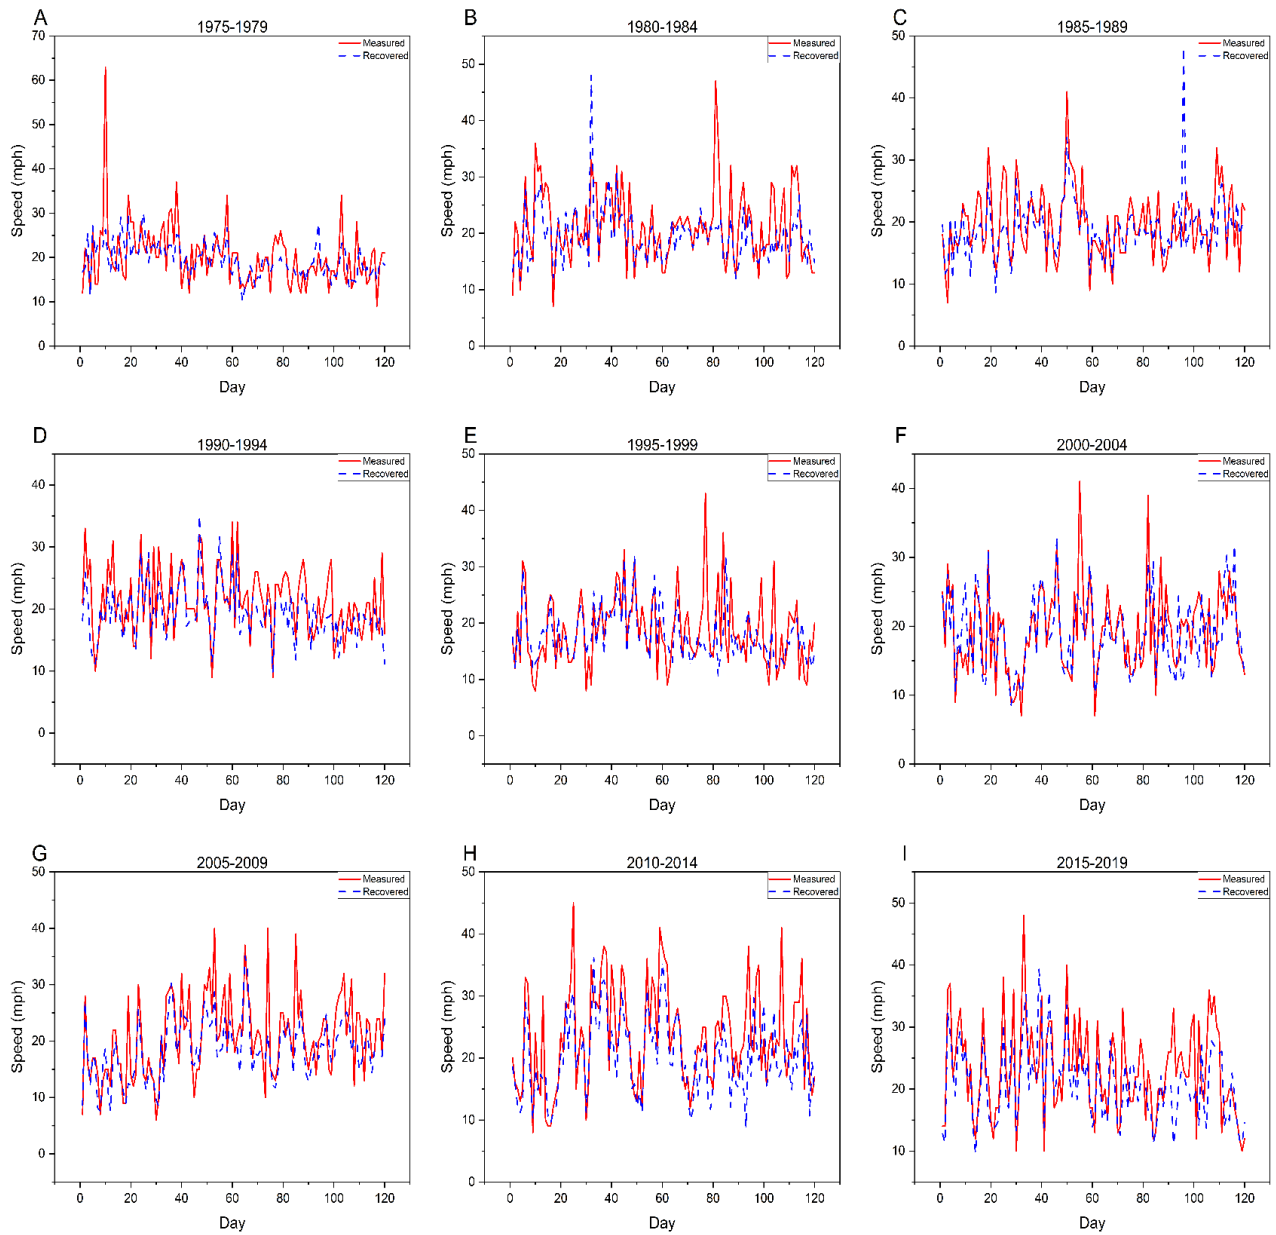 A
1975-1979
Measured
Recovered
70
60
50
40
30
20
10
0
Speed (mph)
0 20 40 60 80 100 120
Day
B
1980-1984
Measured
Recovered
50
40
30
20
10
0
Speed (mph)
0 20 40 60 80 100 120
Day
C
1985-1989
Measured
Recovered
50
40
30
20
10
0
Speed (mph)
0 20 40 60 80 100 120
Day
D
1990-1994
Measured
Recovered
40
30
20
10
0
Speed (mph)
0 20 40 60 80 100 120
Day
E
1995-1999
Measured
Recovered
50
40
30
20
10
0
Speed (mph)
0 20 40 60 80 100 120
Day
F
2000-2004
Measured
Recovered
40
30
20
10
0
Speed (mph)
0 20 40 60 80 100 120
Day
G
2005-2009
Measured
Recovered
50
40
30
20
10
0
Speed (mph)
0 20 40 60 80 100 120
Day
H
2010-2014
Measured
Recovered
50
40
30
20
10
0
Speed (mph)
0 20 40 60 80 100 120
Day
I
2015-2019
Measured
Recovered
50
40
30
20
10
Speed (mph)
0 20 40 60 80 100 120
Day